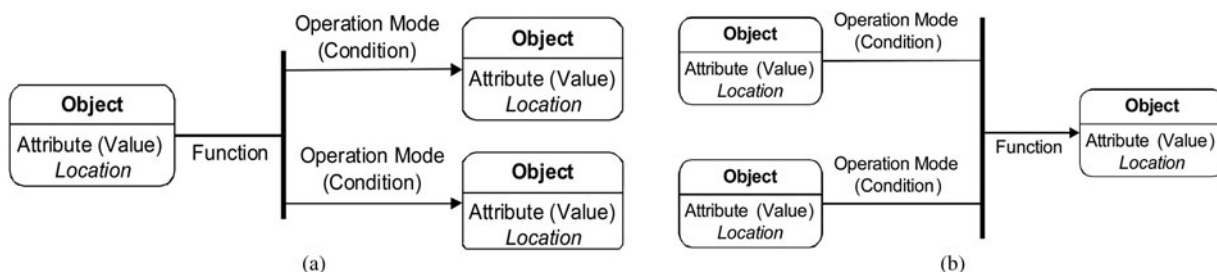 Object
Attribute (Value)
Location
Function
Operation Mode
(Condition)
Object
Attribute (Value)
Location
Operation Mode
(Condition)
Object
Attribute (Value)
Location
(a)
Object
Attribute (Value)
Location
Operation Mode
(Condition)
Object
Attribute (Value)
Location
Operation Mode
(Condition)
Function
Object
Attribute (Value)
Location
(b)